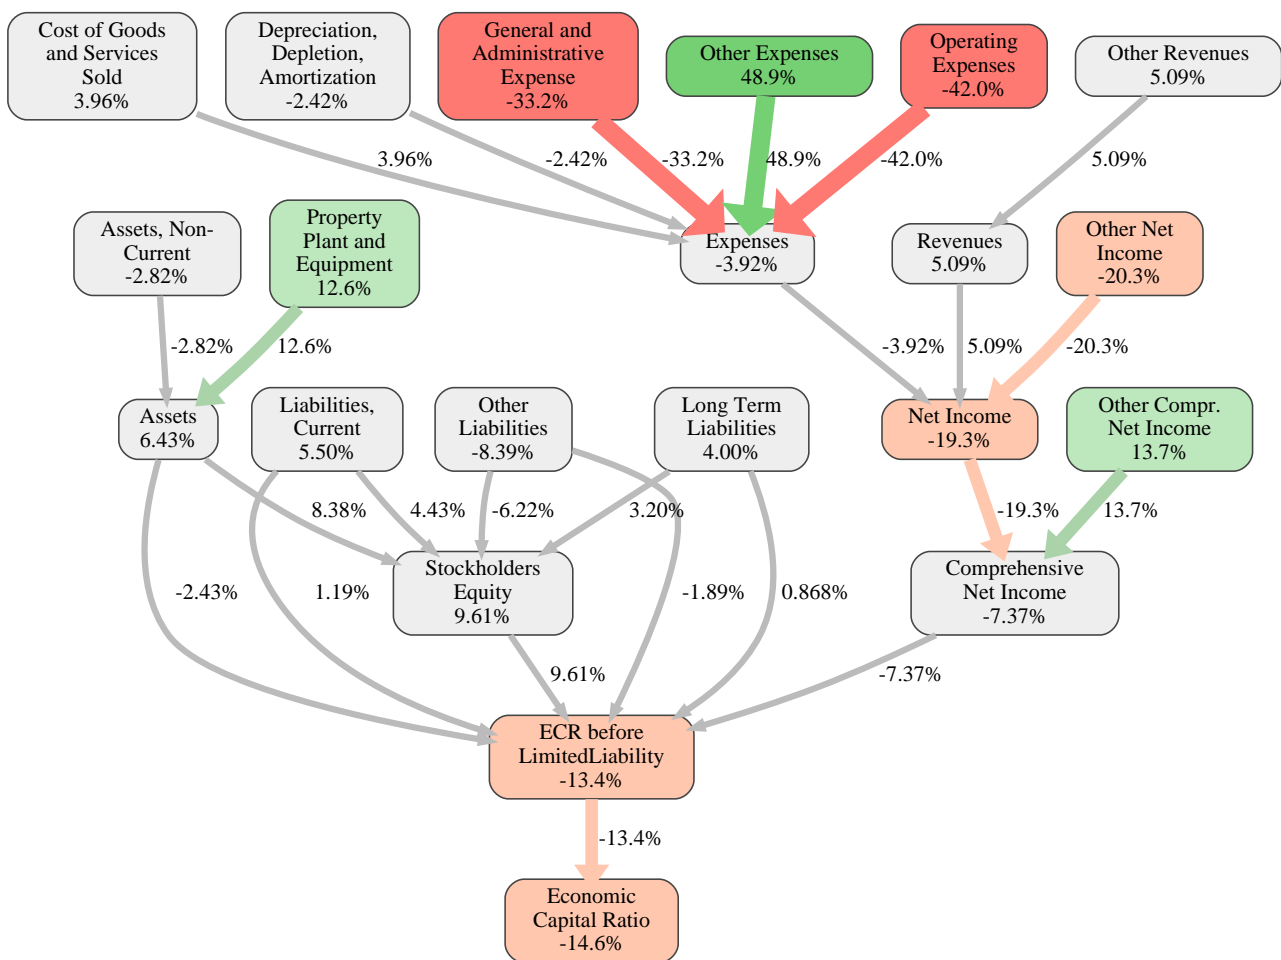 Cost of Goods
and Services
Sold
3.96%
Depreciation,
Depletion,
Amortization
-2.42%
General and
Administrative
Expense
-33.2%
Other Expenses
48.9%
Operating
Expenses
-42.0%
Other Revenues
5.09%
3.96%
-2.42%
-33.2%
48.9%
-42.0%
5.09%
Assets, Non-
Current
-2.82%
Property
Plant and
Equipment
12.6%
Expenses
-3.92%
Revenues
5.09%
Other Net
Income
-20.3%
-2.82%
12.6%
-3.92%
5.09%
-20.3%
Assets
6.43%
Liabilities,
Current
5.50%
Other
Liabilities
-8.39%
Long Term
Liabilities
4.00%
Net Income
-19.3%
Other Compr.
Net Income
13.7%
8.38%
4.43%
-6.22%
3.20%
-19.3%
13.7%
Stockholders
Equity
9.61%
Comprehensive
Net Income
-7.37%
-2.43%
1.19%
-1.89%
0.868%
9.61%
-7.37%
ECR before
LimitedLiability
-13.4%
-13.4%
Economic
Capital Ratio
-14.6%